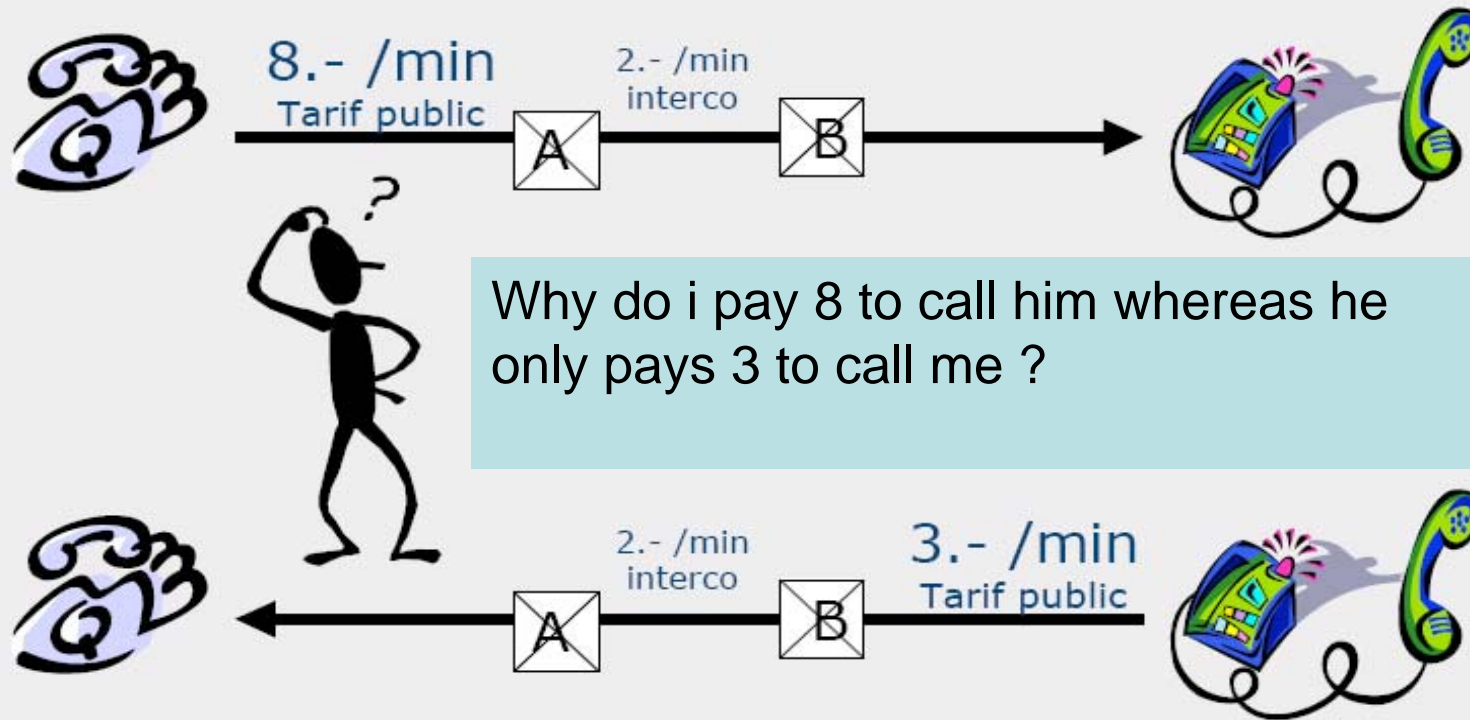 8.- /min
Tarif public
2.- /min
interco
A
B
Q
?
Why do i pay 8 to call him whereas he
only pays 3 to call me ?
2.- /min
interco
3.- /min
Tarif public
A
B
Q